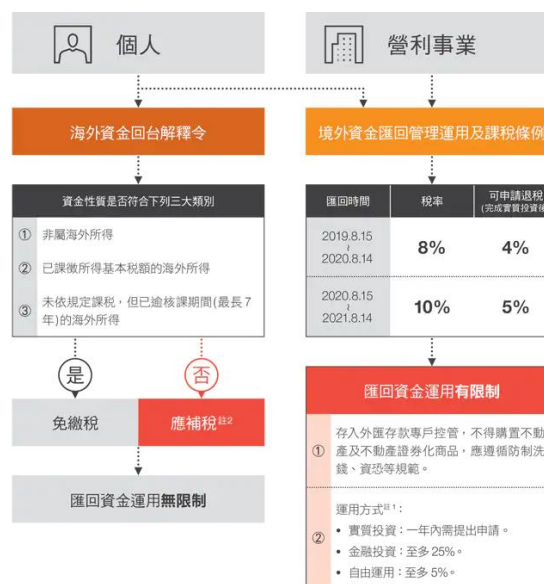 個人
營利事業
海外資金回台解釋令
境外資金匯回管理運用及課稅條例
資金性質是否符合下列三大類別
① 非屬海外所得
② 已課徵所得基本稅額的海外所得
③ 未依規定課稅，但已逾核課期間(最長7
年)的海外所得
匯回時間 稅率 可申請退稅
(完成實質投資後
2019.8.15
~
2020.8.14
8% 4%
2020.8.15
~
2021.8.14
10% 5%
是
否
免繳稅
應補稅註2
匯回資金運用無限制
匯回資金運用有限制
① 存入外匯存款專戶控管，不得購置不動
產及不動產證券化商品，應遵循防制洗
錢、資恐等規範。
② 運用方式註1：
• 實質投資：一年內需提出申請。
• 金融投資：至多 25%。
• 自由運用：至多 5%。